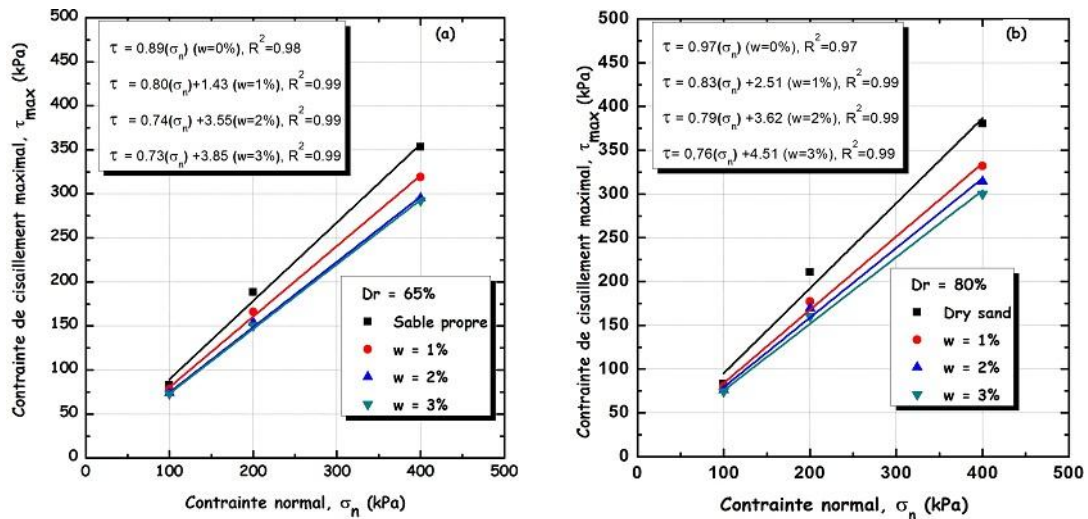 (a)
τ = 0.89(σn) (w=0%), R²=0.98
τ = 0.80(σn)+1.43 (w=1%), R²=0.99
τ = 0.74(σn) +3.55(w=2%), R²=0.99
τ = 0.73(σn) +3.85 (w=3%), R²=0.99
Contrainte de cisaillement maximal, τmax (kPa)
500
450
400
350
300
250
200
150
100
50
0
Dr = 65%
Sable propre
w = 1%
w = 2%
w = 3%
0 100 200 300 400 500
Contrainte normal, σn (kPa)
(b)
τ = 0.97(σn) (w=0%), R²=0.97
τ = 0.83(σn) +2.51 (w=1%), R²=0.99
τ = 0.79(σn) +3.62 (w=2%), R²=0.99
τ = 0,76(σn) +4.51 (w=3%), R²=0.99
Contrainte de cisaillement maximal, τmax (kPa)
500
450
400
350
300
250
200
150
100
50
0
Dr = 80%
Dry sand
w = 1%
w = 2%
w = 3%
0 100 200 300 400 500
Contrainte normal, σn (kPa)